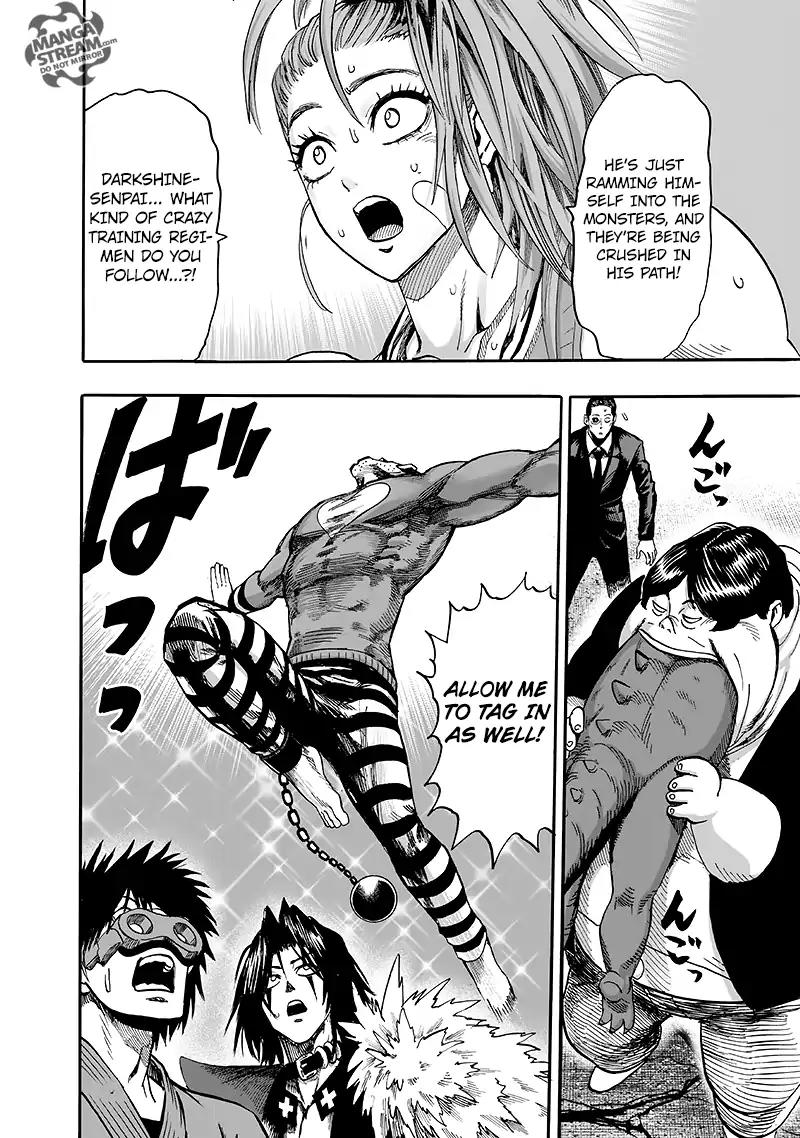 MANGA
STREAM.com
DO NOT MIRROR
HE'S JUST
RAMMING HIM-
SELF INTO THE
MONSTERS, AND
THEY'RE BEING
CRUSHED IN
HIS PATH!
DARKSHINE-
SENPAI... WHAT
KIND OF CRAZY
TRAINING REGI-
MEN DO YOU
FOLLOW...?!
んごっ
んごっ
ALLOW ME
TO TAG IN
AS WELL!
ばっっ